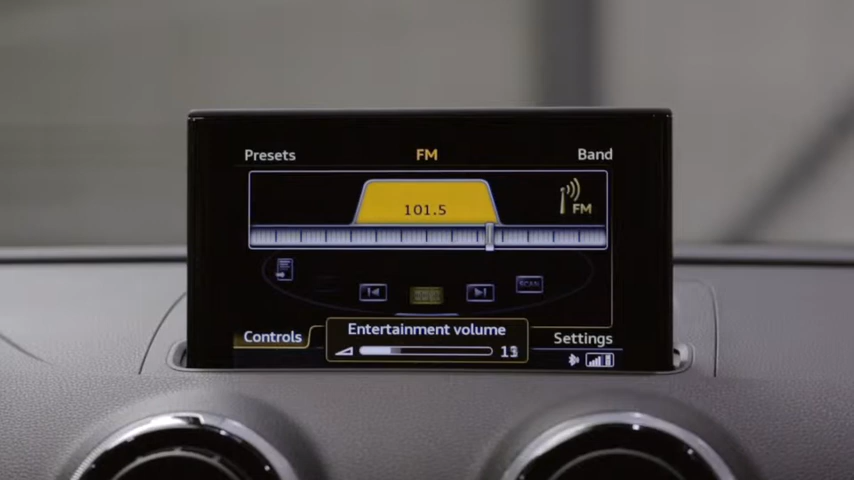 Presets FM Band
101.5
FM
SCAN
Entertainment volume
Controls Settings
13